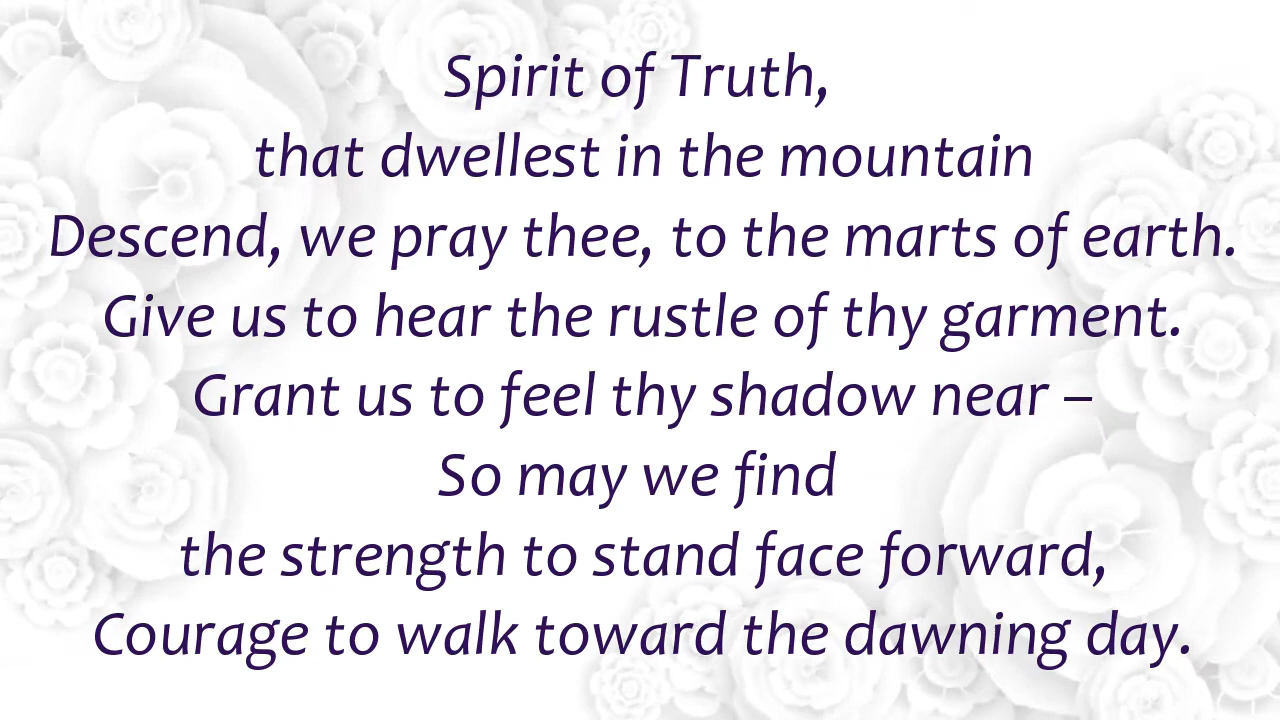 Spirit of Truth,
that dwellest in the mountain
Descend, we pray thee, to the marts of earth.
Give us to hear the rustle of thy garment.
Grant us to feel thy shadow near –
So may we find
the strength to stand face forward,
Courage to walk toward the dawning day.